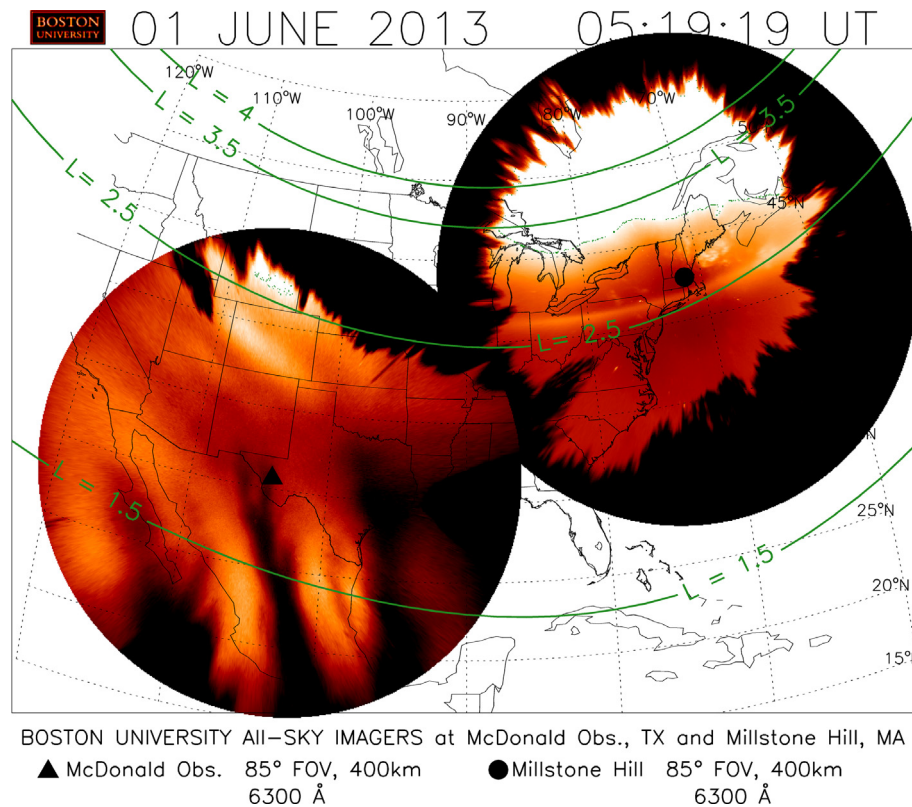 BOSTON
UNIVERSITY
01 JUNE 2013 05:19:19 UT
120°W
110°W
100°W
90°W
80°W
0°W
L = 4
L = 3.5
L = 2.5
L = 3.5
5
45°N
L = 2.5
L = 1.5
N
25°N
L = 1.5
20°N
15°
BOSTON UNIVERSITY All-SKY IMAGERS at McDonald Obs., TX and Millstone Hill, MA
McDonald Obs. 85° FOV, 400km
6300 Å
Millstone Hill 85° FOV, 400km
6300 Å